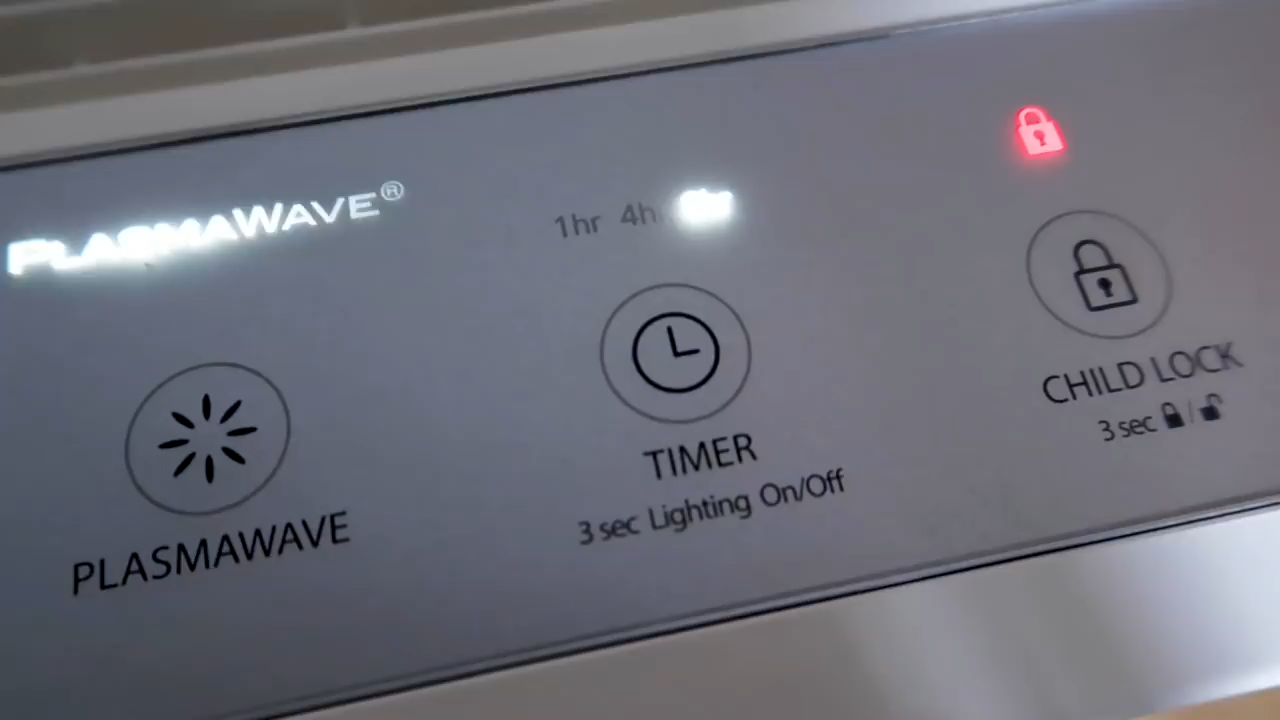 PLASMAWAVE®
1hr 4h
PLASMAWAVE
TIMER
3 sec Lighting On/Off
CHILD LOCK
3 sec /